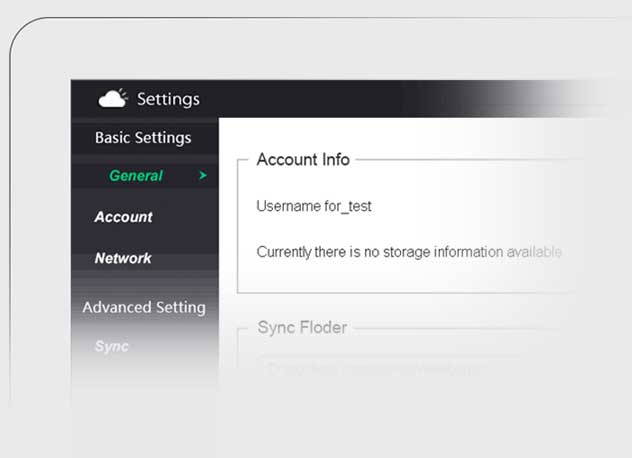 Settings
Basic Settings
General
Account
Network
Advanced Setting
Sync
Account Info
Username for_test
Currently there is no storage information available
Sync Floder